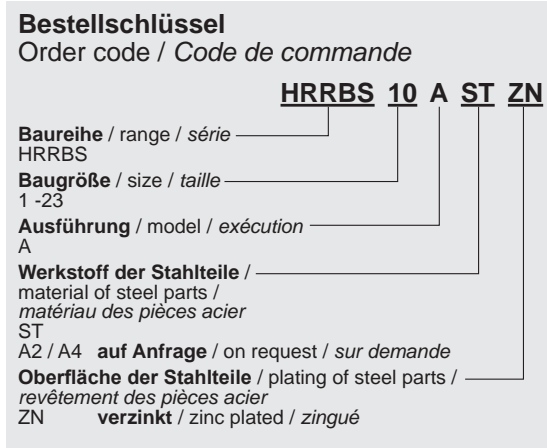 Bestellschlüssel
Order code / Code de commande
HRRBS 10 A ST ZN
Baureihe / range / série
HRRBS
Baugröße / size / taille
1 -23
Ausführung / model / exécution
A
Werkstoff der Stahlteile /
material of steel parts /
matériau des pièces acier
ST
A2 / A4 auf Anfrage / on request / sur demande
Oberfläche der Stahlteile / plating of steel parts /
revêtement des pièces acier
ZN verzinkt / zinc plated / zingué